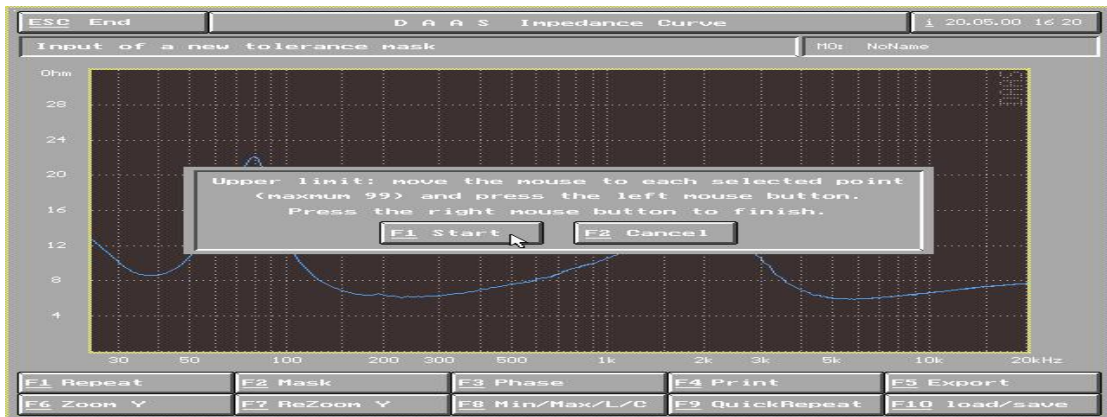 ESC End
D A A S Impedance Curve
i 20.05.00 16 20
Input of a new tolerance mask
MO: NoName
Ohm
28
24
20
16
12
8
4
Upper limit: move the mouse to each selected point
(maxmum 99) and press the left mouse button.
Press the right mouse button to finish.
F1 Start
F2 Cancel
30 50 100 200 300 500 1k 2k 3k 5k 10k 20kHz
F1 Repeat
F2 Mask
F3 Phase
F4 Print
F5 Export
F6 Zoom Y
F7 ReZoom Y
F8 Min/Max/L/C
F9 QuickRepeat
F10 load/save